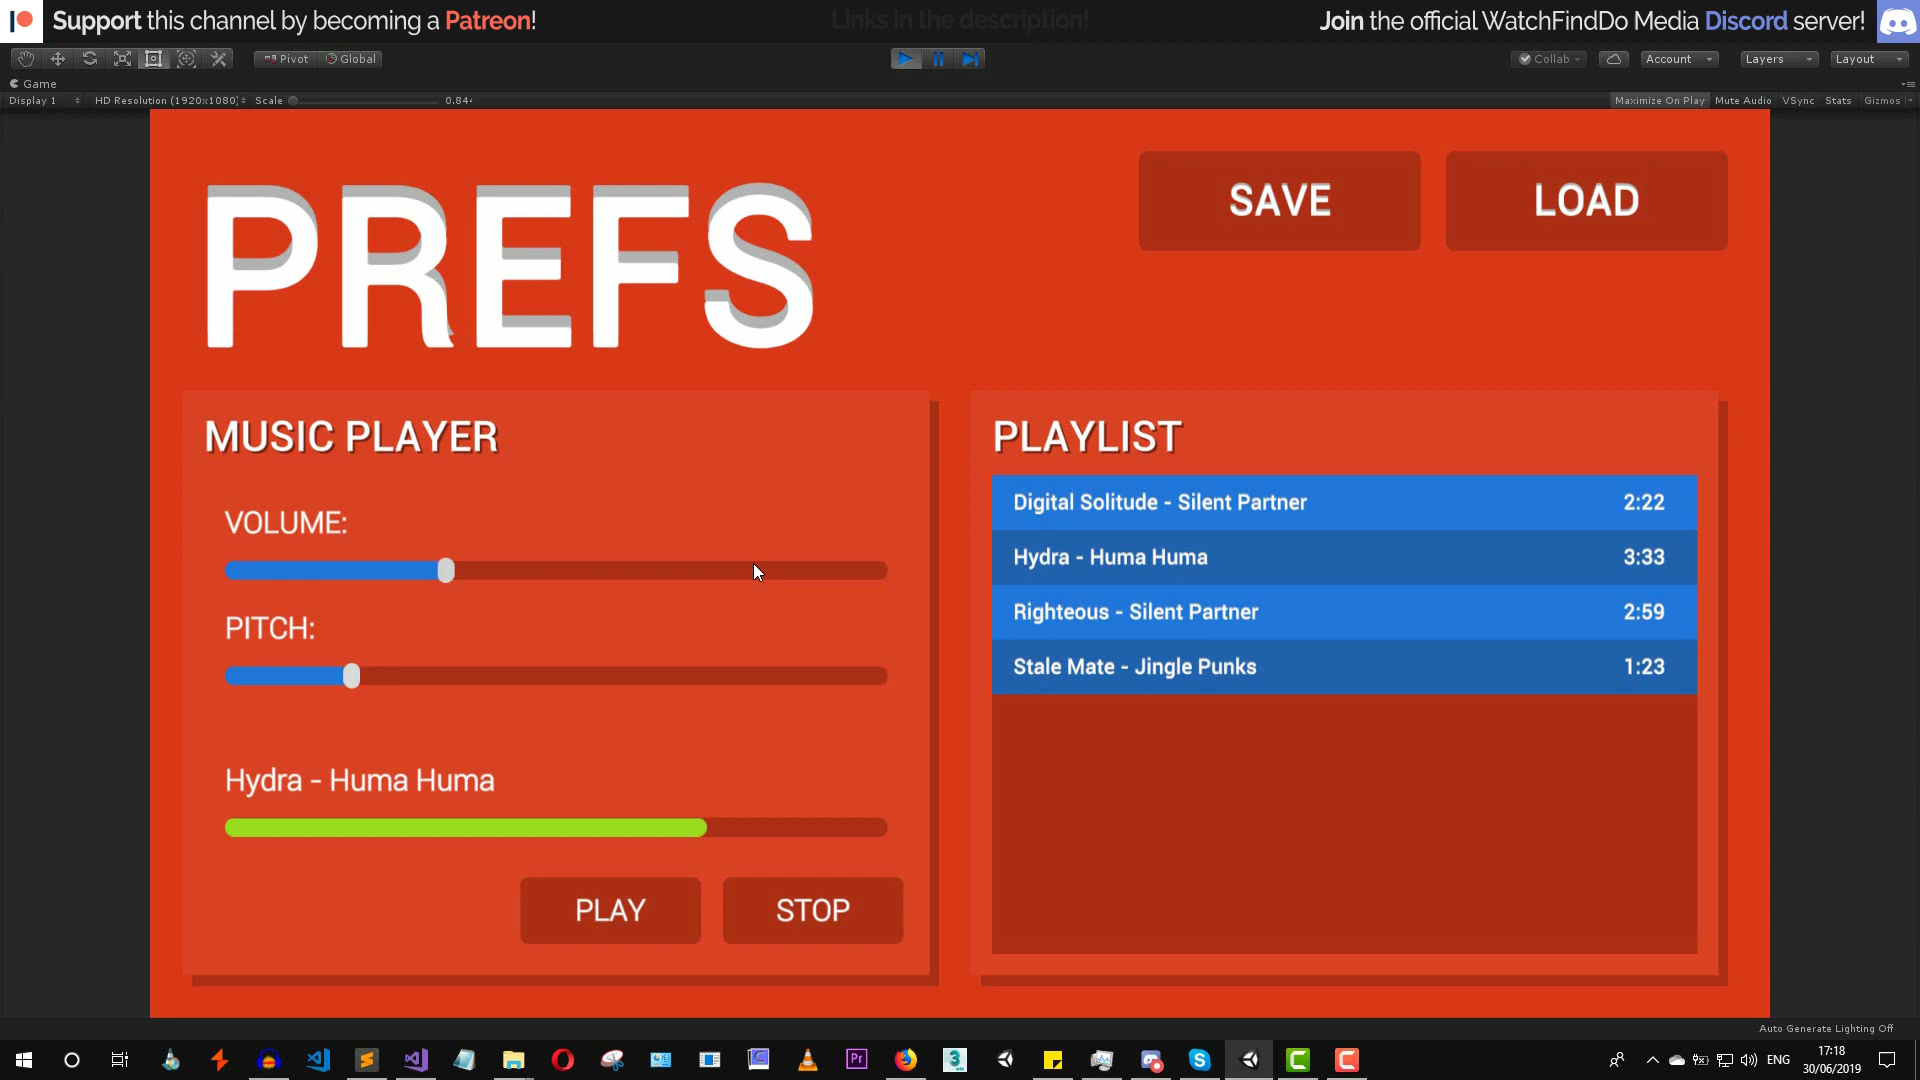 Support this channel by becoming a Patreon!
Links in the description!
Join the official WatchFindDo Media Discord server!
Pivot Global
Collab Account Layers Layout
Game
Display 1 HD Resolution (1920x1080) Scale 0.84
Maximize On Play Mute Audio VSync Stats Gizmos
PREFS
SAVE
LOAD
MUSIC PLAYER
VOLUME:
PITCH:
Hydra - Huma Huma
PLAY
STOP
PLAYLIST
Digital Solitude - Silent Partner 2:22
Hydra - Huma Huma 3:33
Righteous - Silent Partner 2:59
Stale Mate - Jingle Punks 1:23
Auto Generate Lighting Off
Pr
3
ENG
17:18
30/06/2019